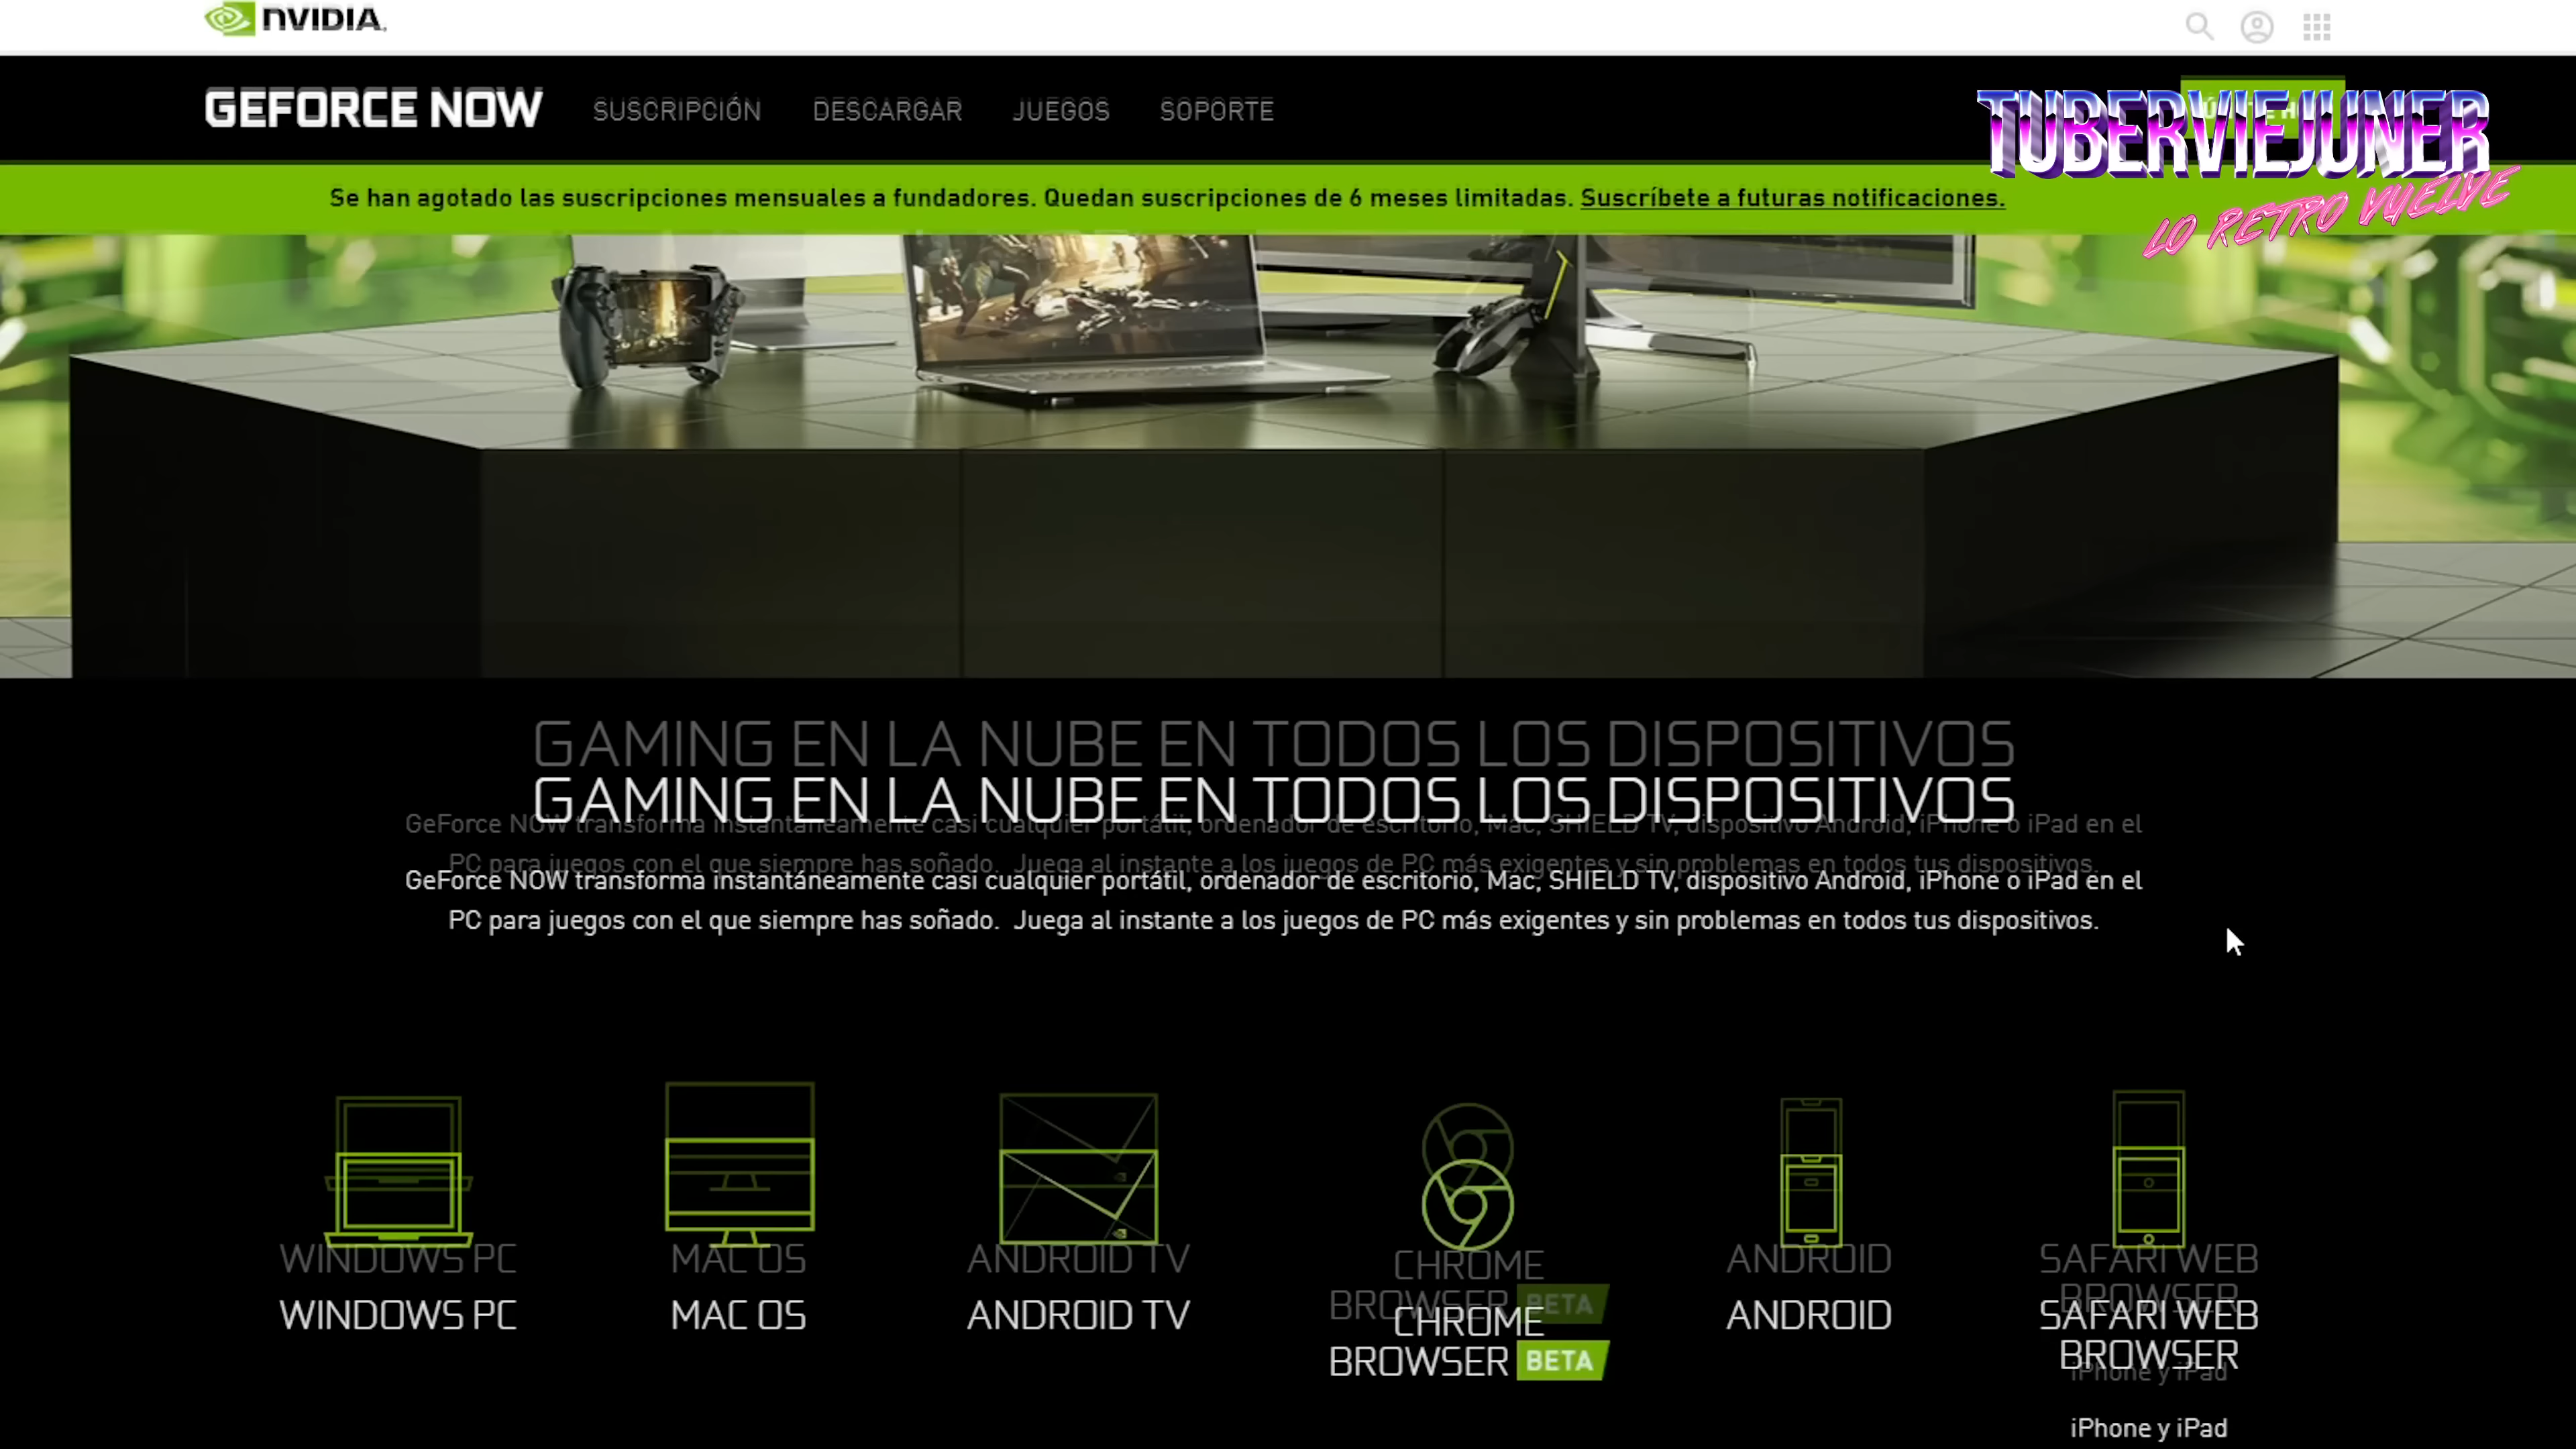 NVIDIA.
GEFORCE NOW
SUSCRIPCIÓN
DESCARGAR
JUEGOS
SOPORTE
TUBERVIEJUNER
LO RETRO VUELVE
Se han agotado las suscripciones mensuales a fundadores. Quedan suscripciones de 6 meses limitadas. Suscríbete a futuras notificaciones.
GAMING EN LA NUBE EN TODOS LOS DISPOSITIVOS
GAMING EN LA NUBE EN TODOS LOS DISPOSITIVOS
GeForce NOW transforma instantáneamente casi cualquier portátil, ordenador de escritorio, Mac, SHIELD TV, dispositivo Android, iPhone o iPad en el
PC para juegos con el que siempre has soñado. Juega al instante a los juegos de PC más exigentes y sin problemas en todos tus dispositivos.
GeForce NOW transforma instantáneamente casi cualquier portátil, ordenador de escritorio, Mac, SHIELD TV, dispositivo Android, iPhone o iPad en el
PC para juegos con el que siempre has soñado. Juega al instante a los juegos de PC más exigentes y sin problemas en todos tus dispositivos.
WINDOWS PC
WINDOWS PC
MAC OS
MAC OS
ANDROID TV
ANDROID TV
CHROME
BROWSER BETA
CHROME
BROWSER BETA
ANDROID
ANDROID
SAFARI WEB
BROWSER
iPhone y iPad
SAFARI WEB
BROWSER
iPhone y iPad